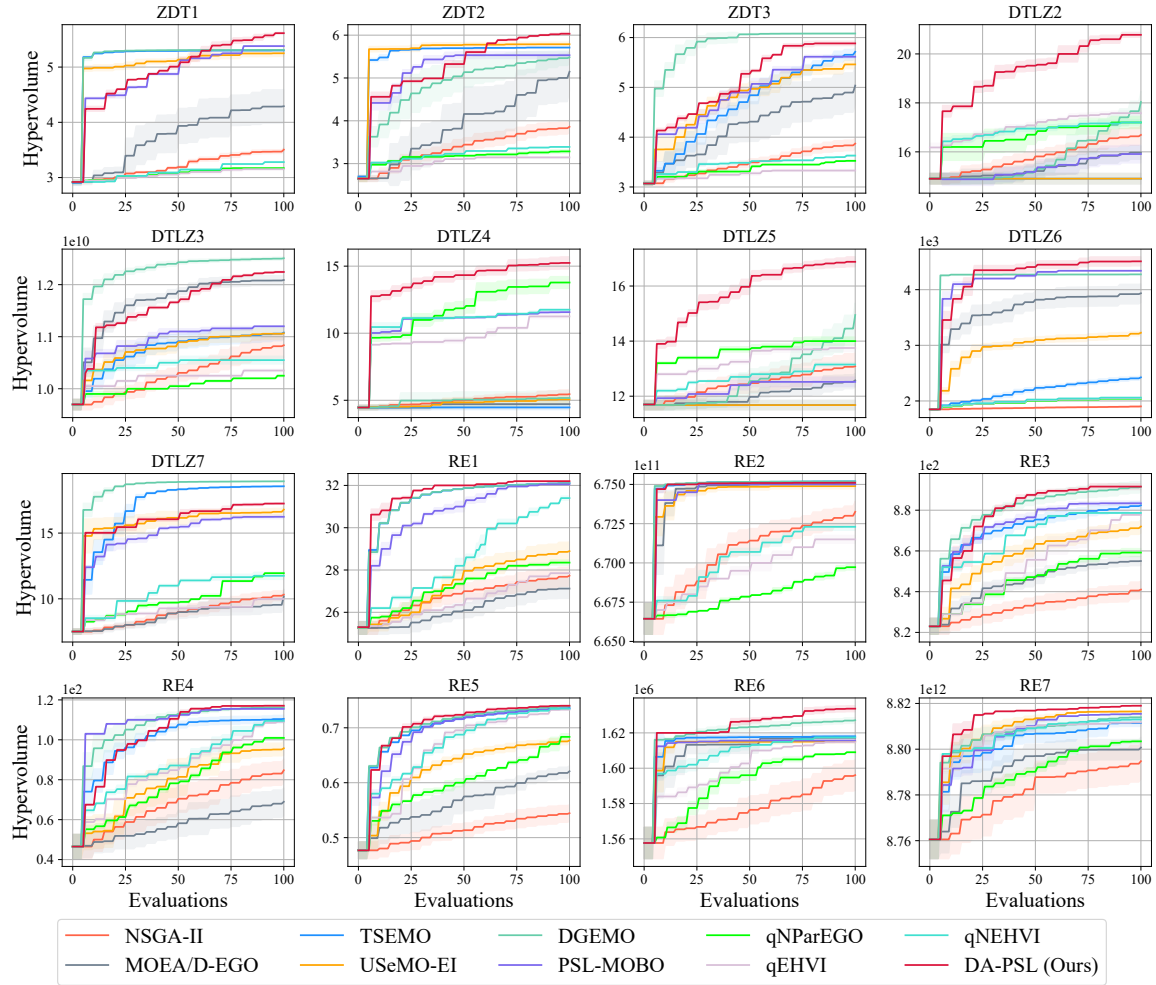 ZDT1 ZDT2 ZDT3 DTLZ2
Hypervolume
5
4
3
0 25 50 75 100
6
5
4
3
0 25 50 75 100
6
5
4
3
0 25 50 75 100
20
18
16
0 25 50 75 100
DTLZ3 DTLZ4 DTLZ5 DTLZ6
Hypervolume
1e10
1.2
1.1
1.0
0 25 50 75 100
15
10
5
0 25 50 75 100
16
14
12
0 25 50 75 100
1e3
4
3
2
0 25 50 75 100
DTLZ7 RE1 RE2 RE3
Hypervolume
15
10
0 25 50 75 100
32
30
28
26
0 25 50 75 100
1e11
6.750
6.725
6.700
6.675
6.650
0 25 50 75 100
1e2
8.8
8.6
8.4
8.2
0 25 50 75 100
RE4 RE5 RE6 RE7
Hypervolume
1e2
1.2
1.0
0.8
0.6
0.4
0 25 50 75 100
Evaluations
0.7
0.6
0.5
0 25 50 75 100
Evaluations
1e6
1.62
1.60
1.58
1.56
0 25 50 75 100
Evaluations
1e12
8.82
8.80
8.78
8.76
0 25 50 75 100
Evaluations
NSGA-II TSEMO DGEMO qNParEGO qNEHVI
MOEA/D-EGO USeMO-EI PSL-MOBO qEHVI DA-PSL (Ours)